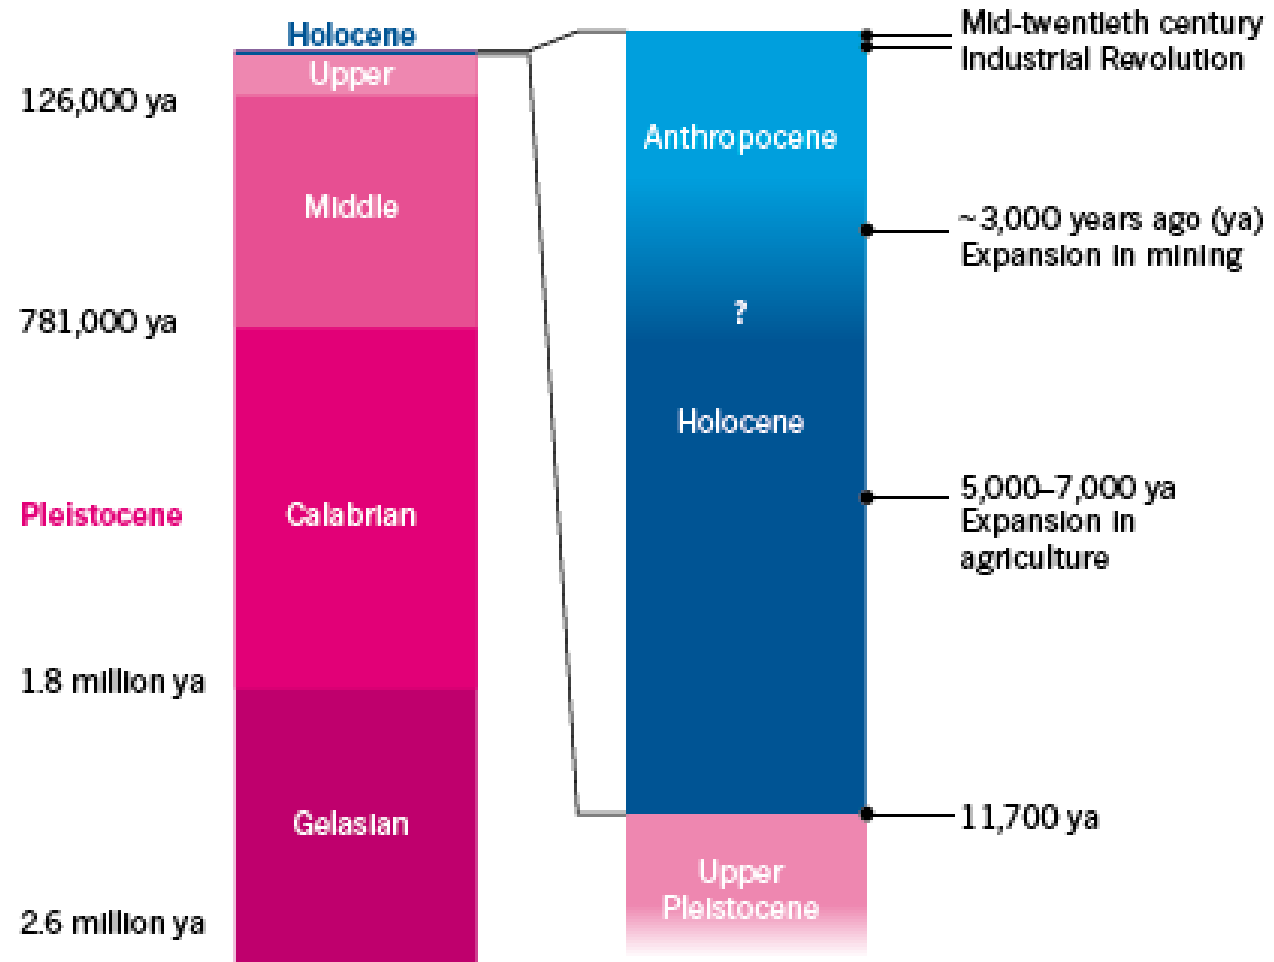 Holocene
Upper
126,000 ya
Middle
781,000 ya
Pleistocene
Calabrian
1.8 million ya
Gelasian
2.6 million ya
Mid-twentieth century
Industrial Revolution
Anthropocene
~3,000 years ago (ya)
Expansion in mining
?
Holocene
5,000–7,000 ya
Expansion in
agriculture
11,700 ya
Upper
Pleistocene